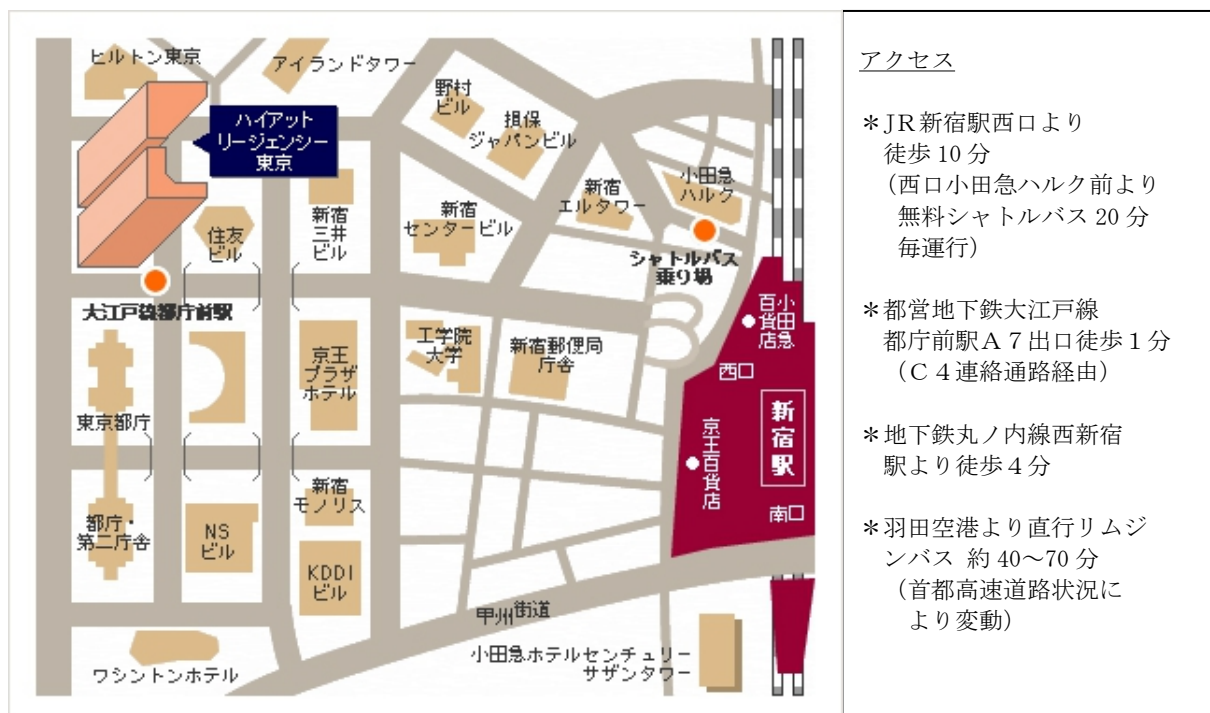 ヒルトン東京
アイランドタワー
野村
ビル
損保
ジャパンビル
ハイアット
リージェンシー
東京
小田急
ハルク
新宿
エルタワー
新宿
センタービル
新宿
三井
ビル
住友
ビル
シャトルバス
乗り場
大江戸線都庁前駅
小田急
百貨店
工学院
大学
新宿郵便局
庁舎
京王
プラザ
ホテル
西口
東京都庁
新宿駅
京王百貨店
新宿
モノリス
南口
都庁・
第二庁舎
NS
ビル
KDDI
ビル
甲州街道
小田急ホテルセンチュリー
サザンタワー
ワシントンホテル
アクセス
*JR新宿駅西口より
徒歩10分
(西口小田急ハルク前より
無料シャトルバス20分
毎運行)
*都営地下鉄大江戸線
都庁前駅A7出口徒歩1分
(C4連絡通路経由)
*地下鉄丸ノ内線西新宿
駅より徒歩4分
*羽田空港より直行リムジ
ンバス 約40~70分
(首都高速道路状況に
より変動)